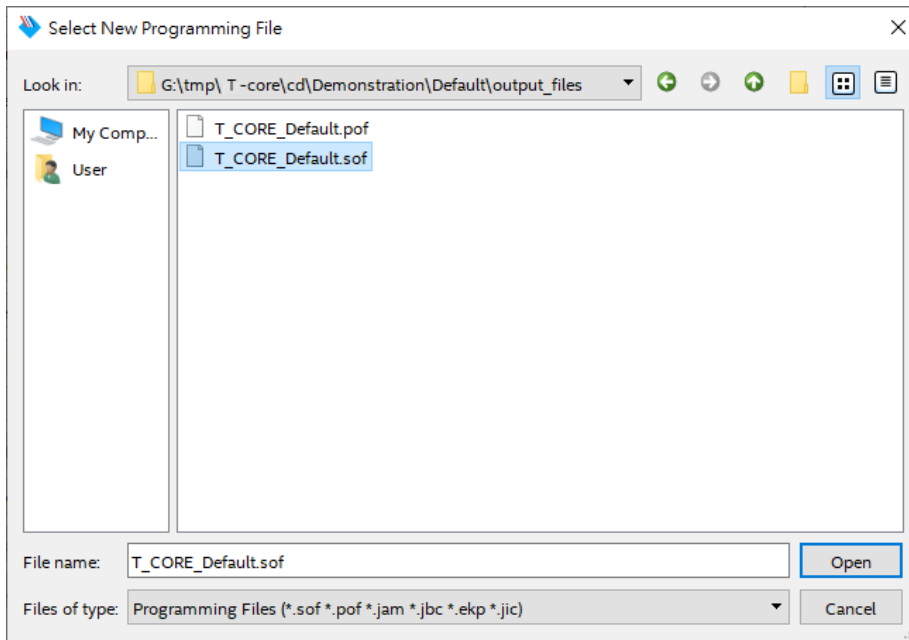 Select New Programming File
Look in: G:\tmp\ T -core\cd\Demonstration\Default\output_files
My Comp...
User
T_CORE_Default.pof
T_CORE_Default.sof
File name: T_CORE_Default.sof Open
Files of type: Programming Files (*.sof *.pof *.jam *.jbc *.ekp *.jic) Cancel